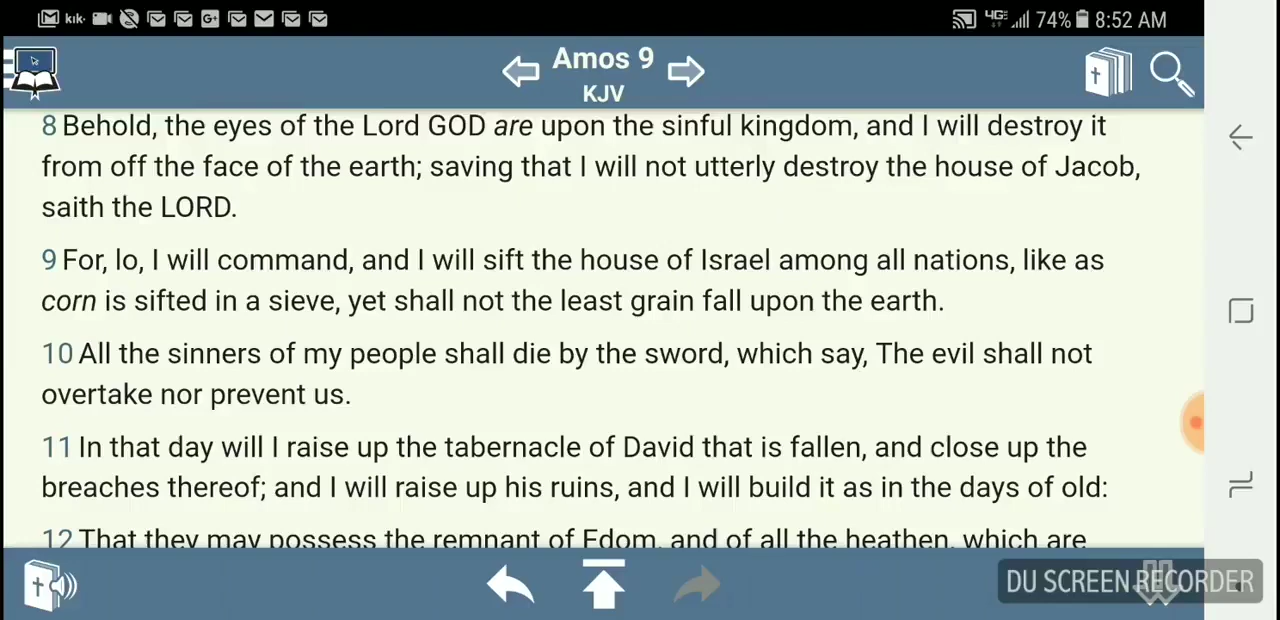 kik.
G+
4GE 74% 8:52 AM
Amos 9
KJV
8 Behold, the eyes of the Lord GOD are upon the sinful kingdom, and I will destroy it
from off the face of the earth; saving that I will not utterly destroy the house of Jacob,
saith the LORD.
9 For, lo, I will command, and I will sift the house of Israel among all nations, like as
corn is sifted in a sieve, yet shall not the least grain fall upon the earth.
10 All the sinners of my people shall die by the sword, which say, The evil shall not
overtake nor prevent us.
11 In that day will I raise up the tabernacle of David that is fallen, and close up the
breaches thereof; and I will raise up his ruins, and I will build it as in the days of old:
12 That they may possess the remnant of Edom, and of all the heathen, which are
DU SCREEN RECORDER